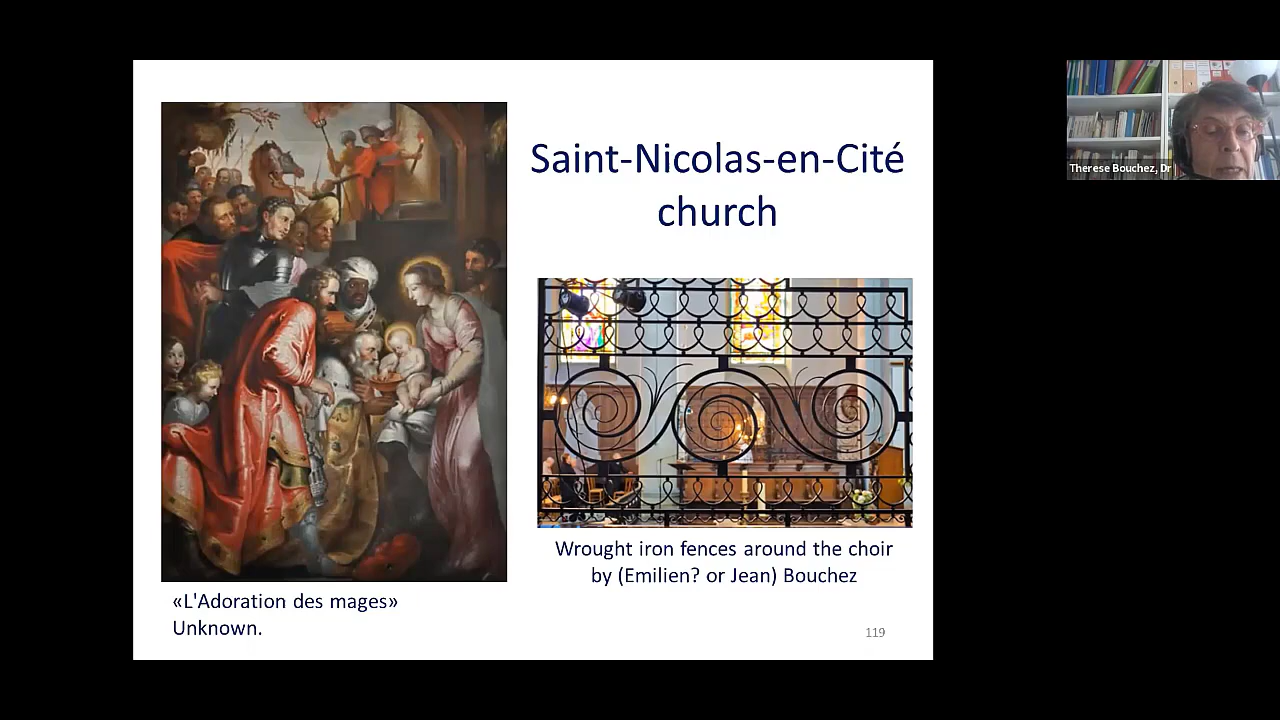 Saint-Nicolas-en-Cité
church
Wrought iron fences around the choir
by (Emilien? or Jean) Bouchez
«L'Adoration des mages»
Unknown.
119
Therese Bouchez, Dr